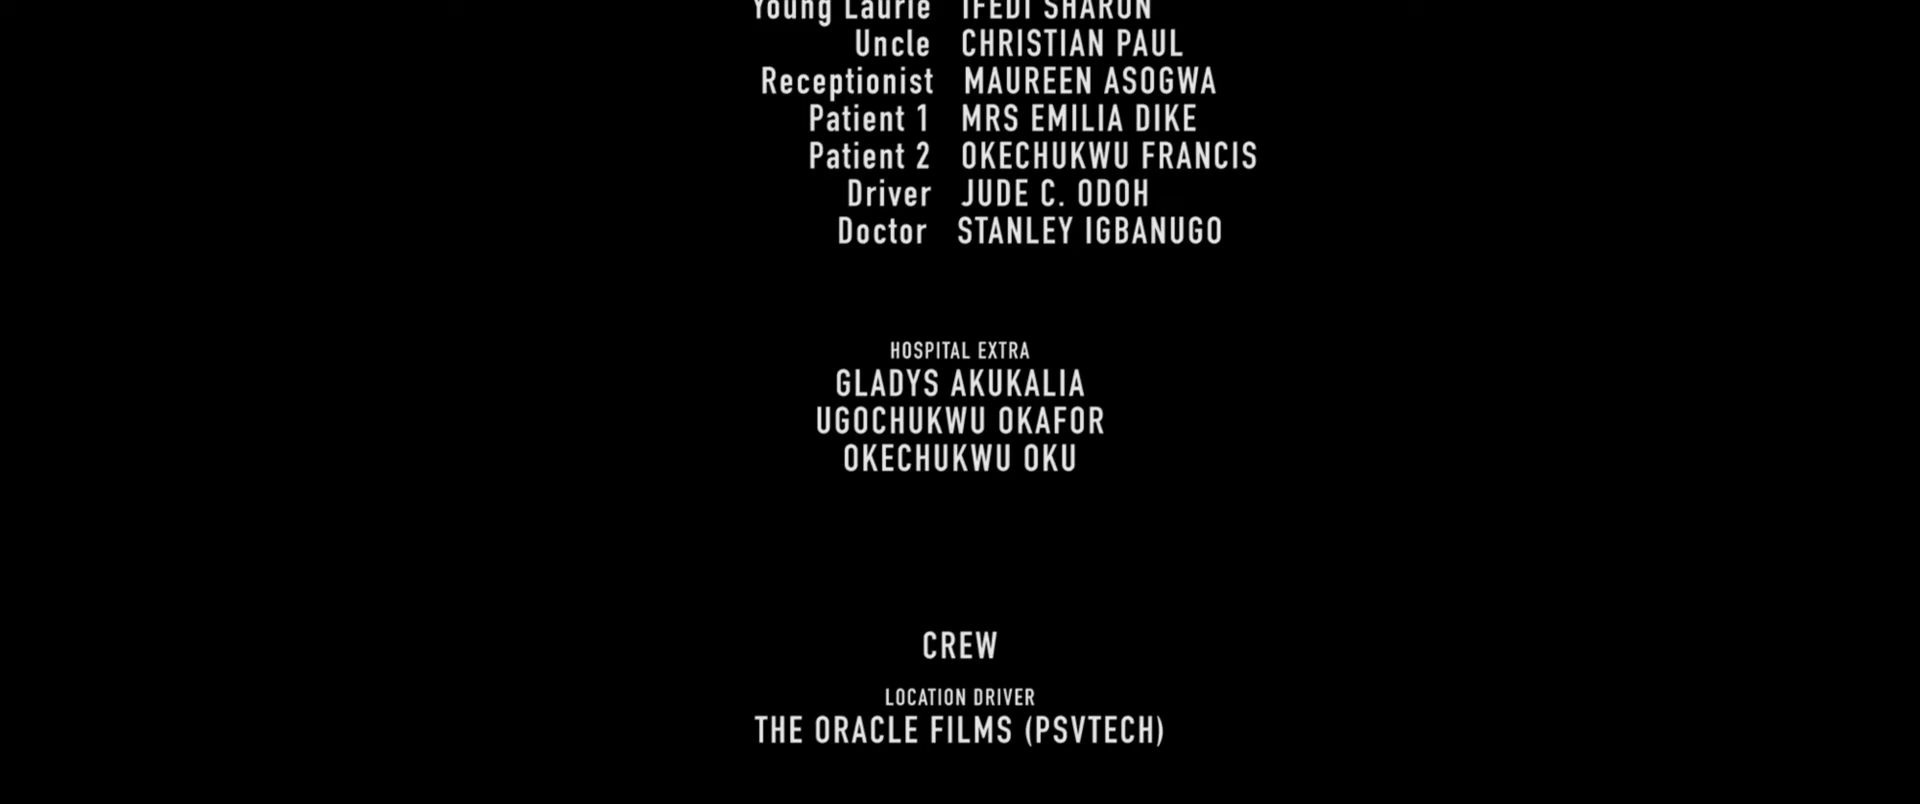 Young Laurie IFEDI SHARON
Uncle CHRISTIAN PAUL
Receptionist MAUREEN ASOGWA
Patient 1 MRS EMILIA DIKE
Patient 2 OKECHUKWU FRANCIS
Driver JUDE C. ODOH
Doctor STANLEY IGBANUGO
HOSPITAL EXTRA
GLADYS AKUKALIA
UGOCHUKWU OKAFOR
OKECHUKWU OKU
CREW
LOCATION DRIVER
THE ORACLE FILMS (PSVTECH)